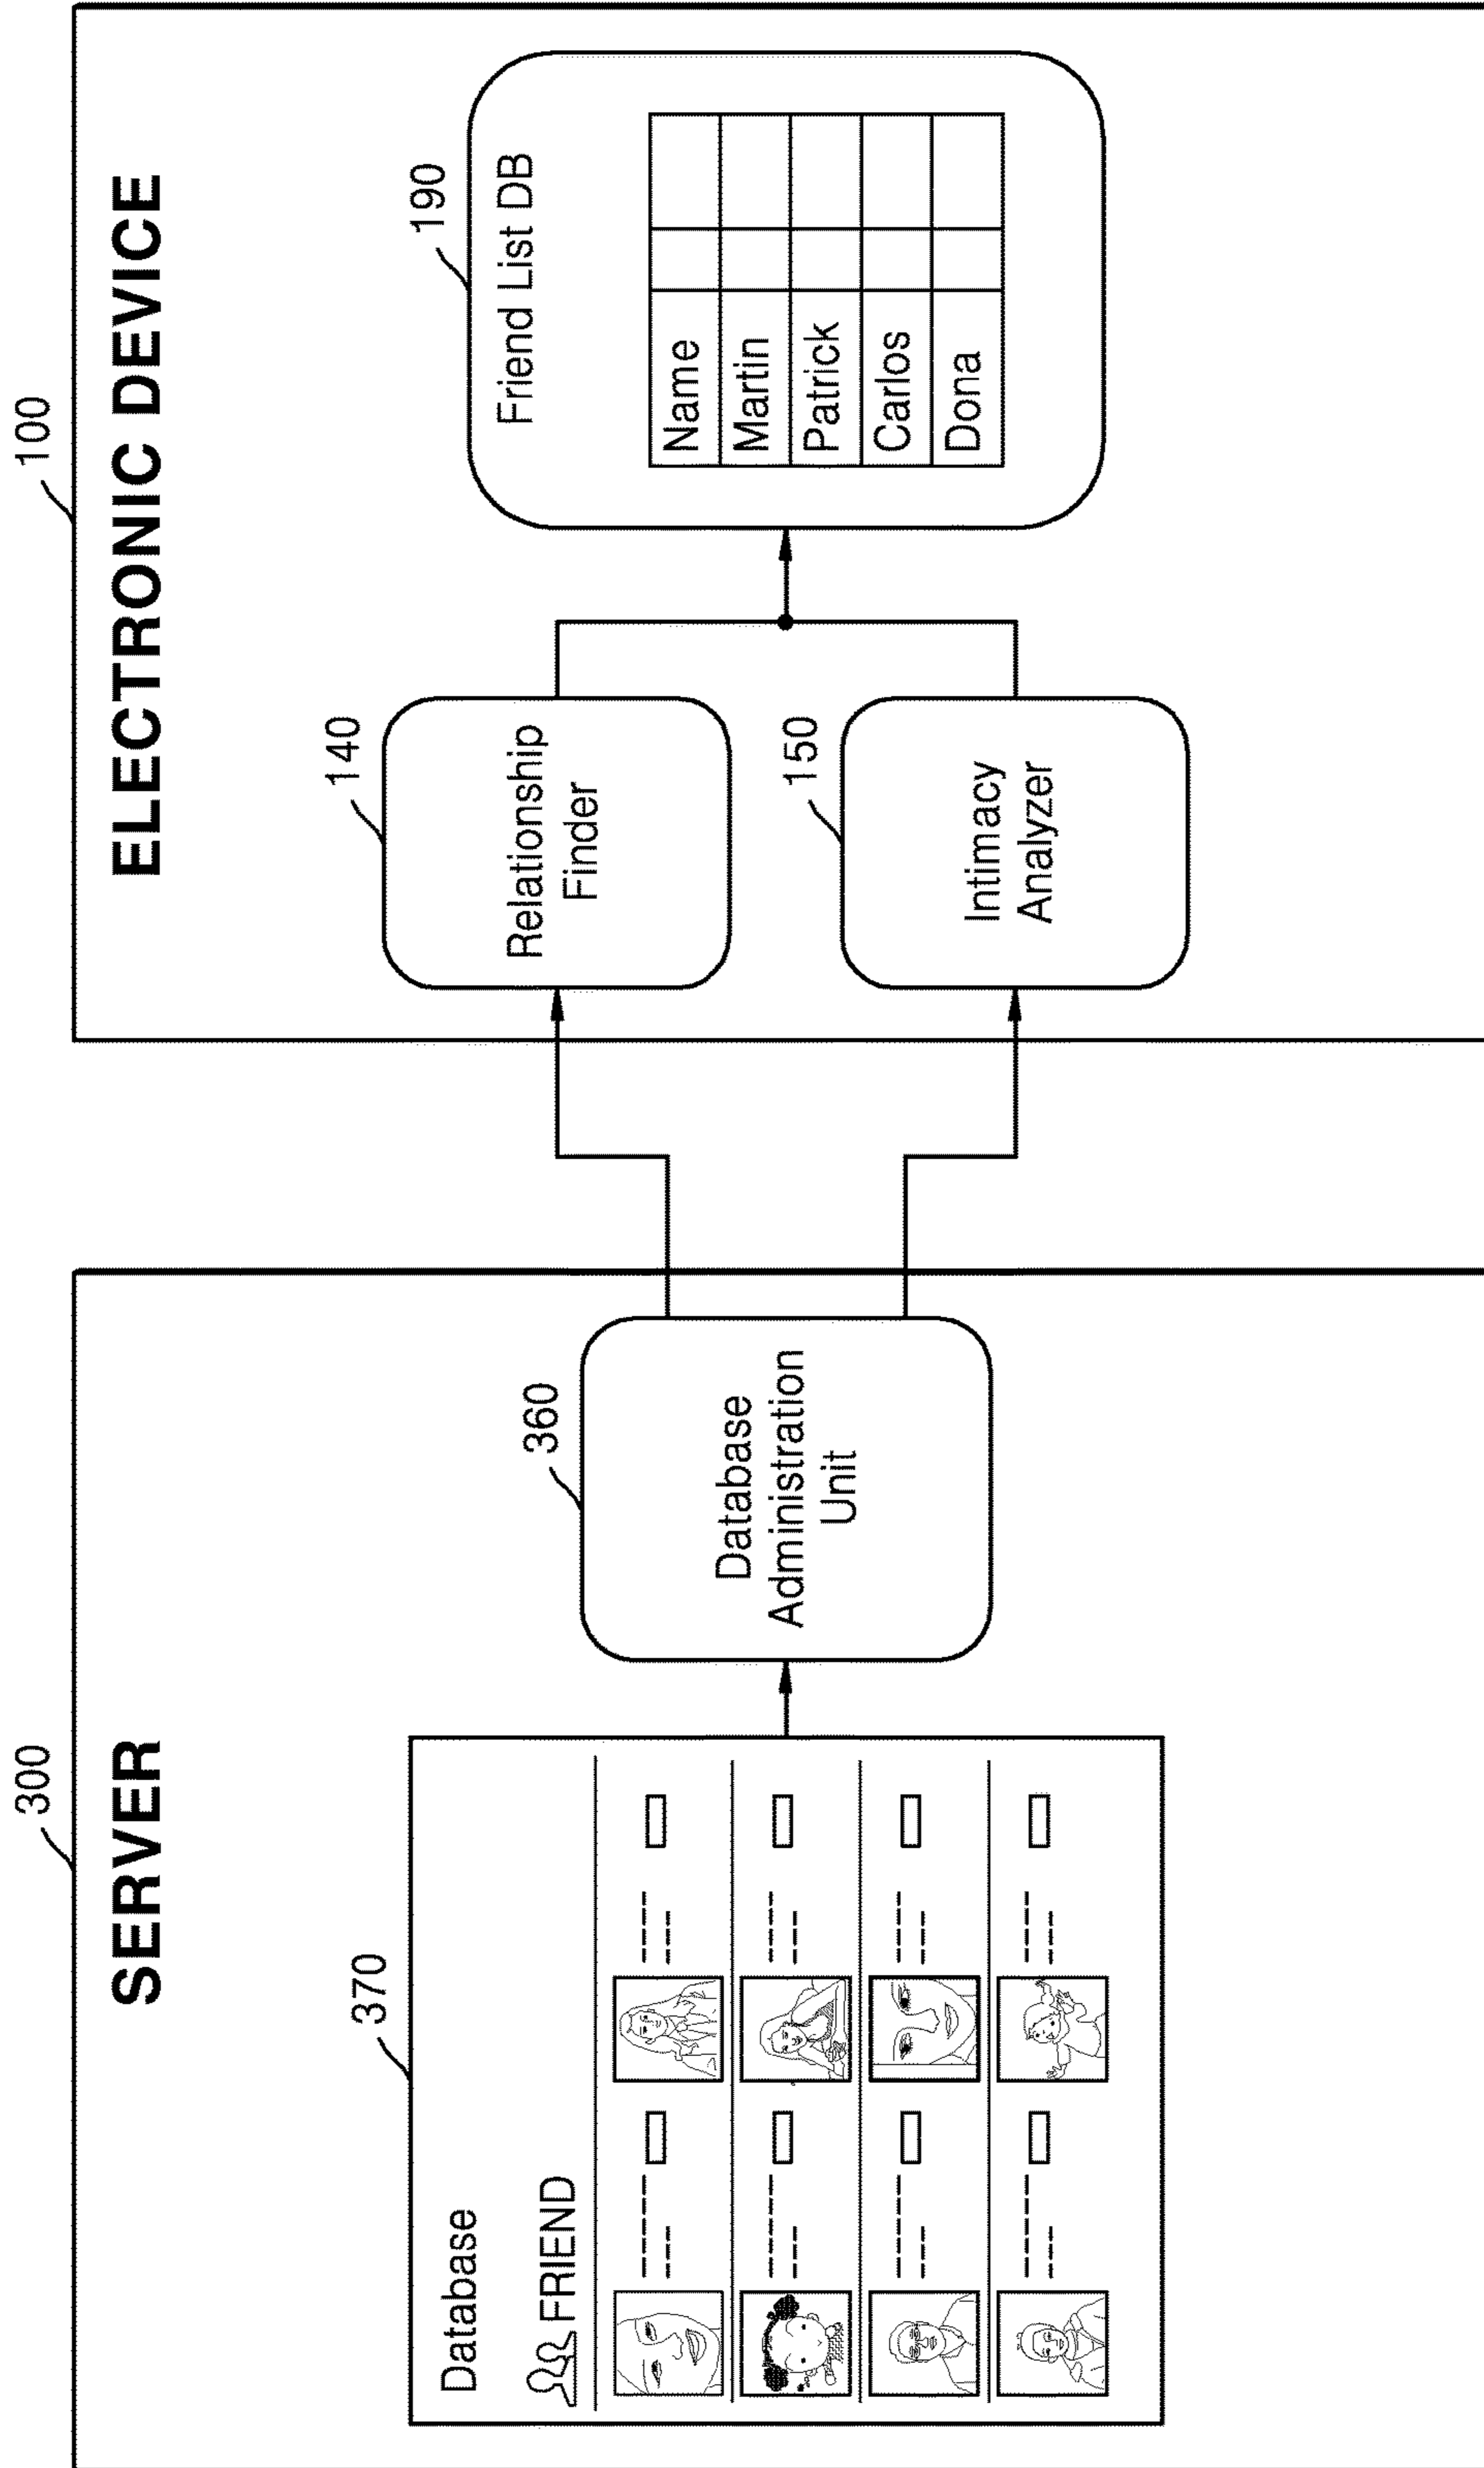 300
SERVER
370
Database
FRIEND
360
Database
Administration
Unit
100
ELECTRONIC DEVICE
140
Relationship
Finder
150
Intimacy
Analyzer
190
Friend List DB
Name
Martin
Patrick
Carlos
Dona